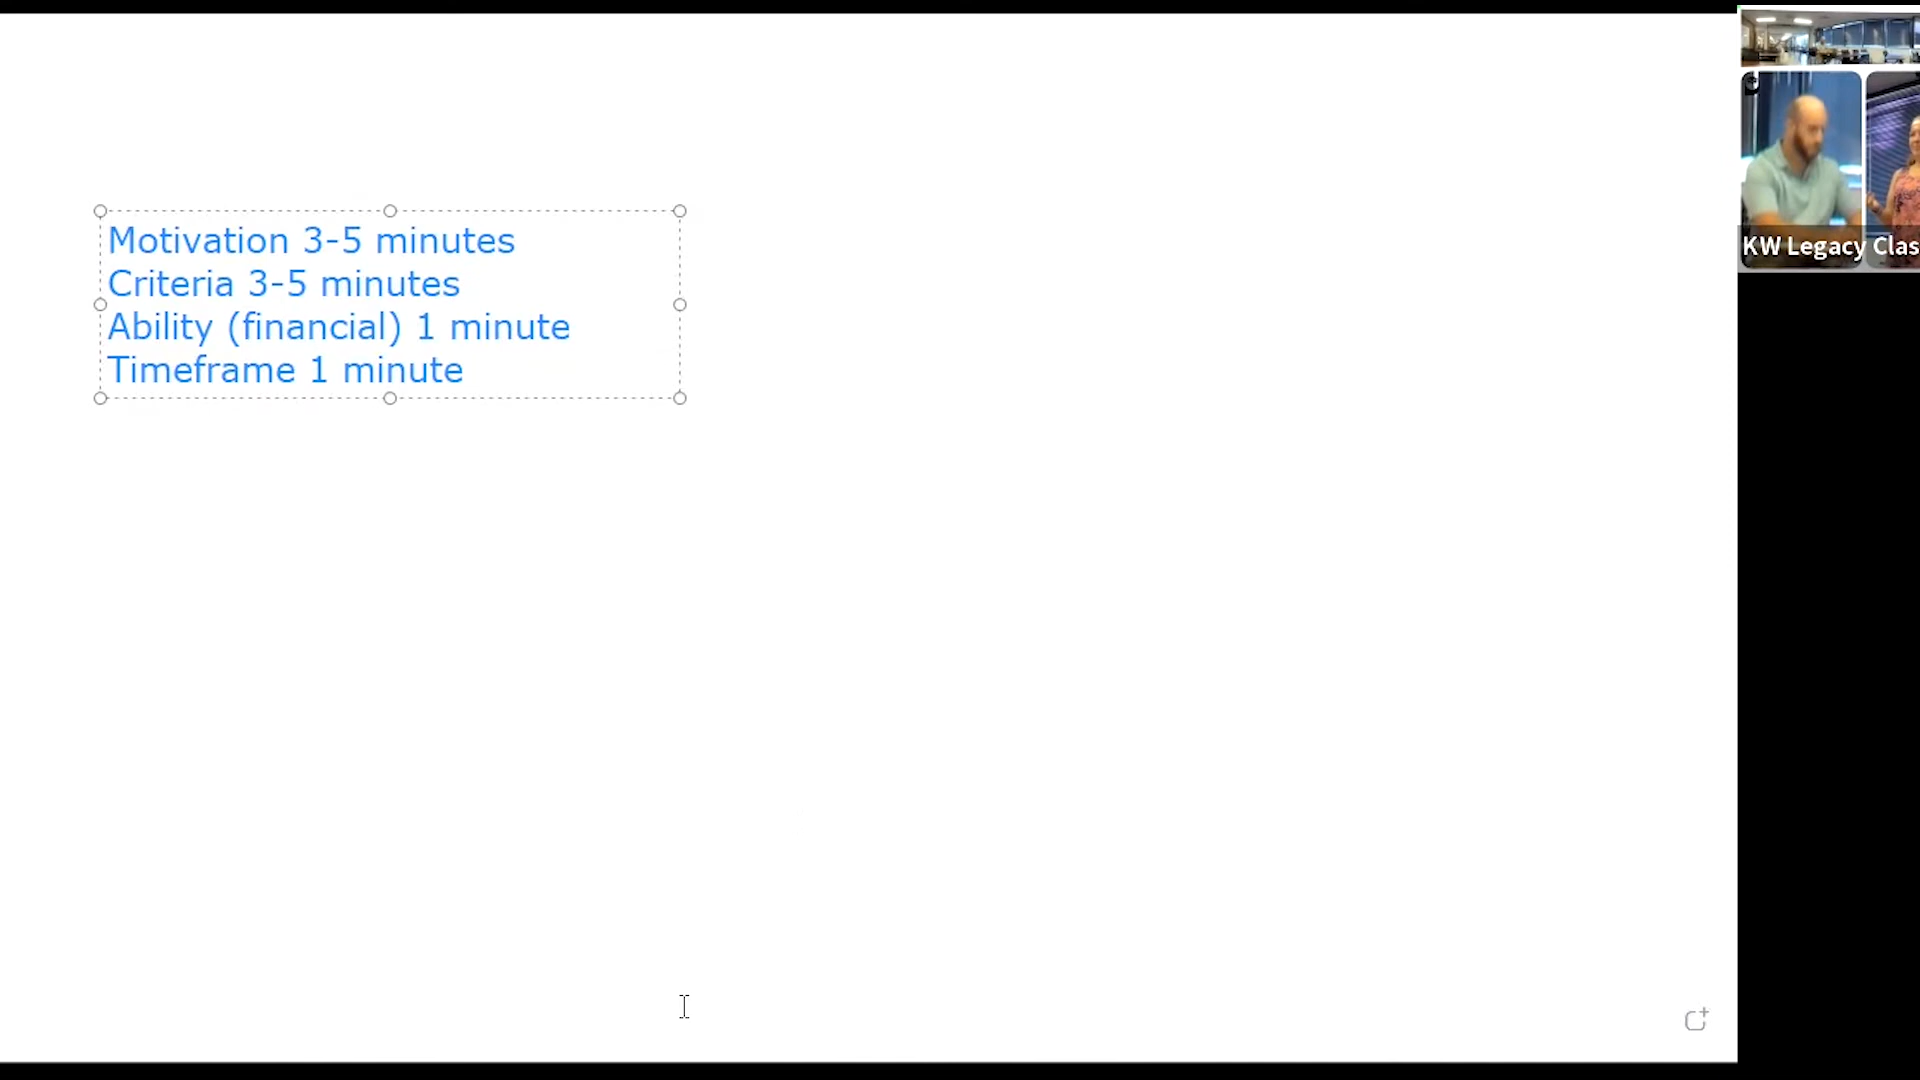 Motivation 3-5 minutes
Criteria 3-5 minutes
Ability (financial) 1 minute
Timeframe 1 minute
KW Legacy Clas